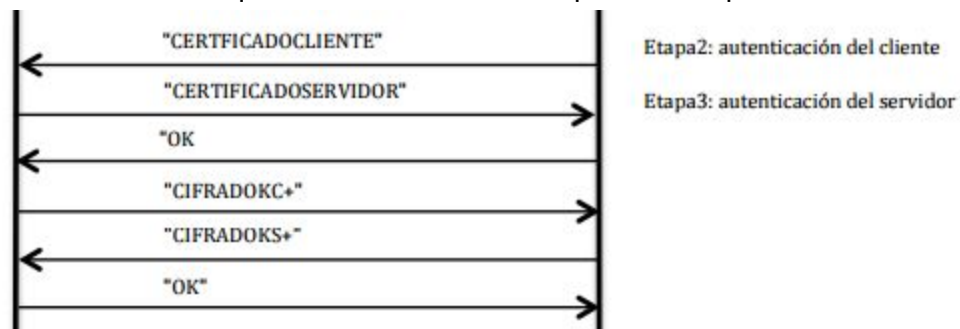 "CERTFICADOCLIENTE"
Etapa2: autenticación del cliente
"CERTIFICADOSERVIDOR"
Etapa3: autenticación del servidor
"OK
"CIFRADOKC+"
"CIFRADOKS+"
"OK"